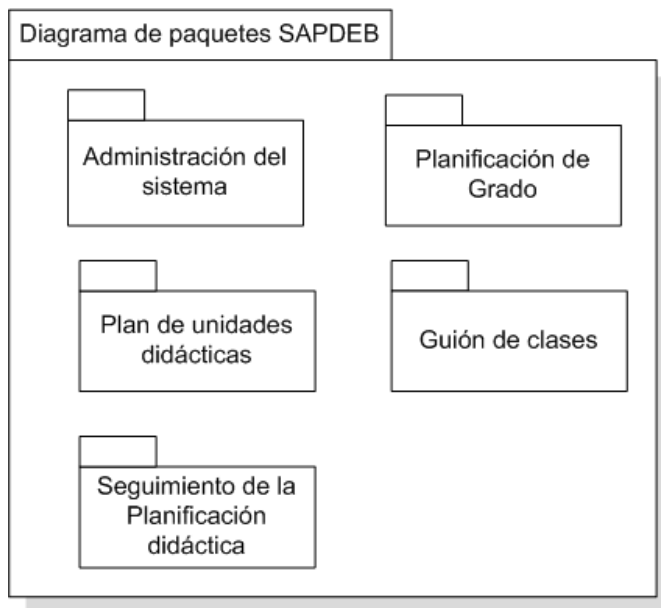 Diagrama de paquetes SAPDEB
Administración del
sistema
Planificación de
Grado
Plan de unidades
didácticas
Guión de clases
Seguimiento de la
Planificación
didáctica